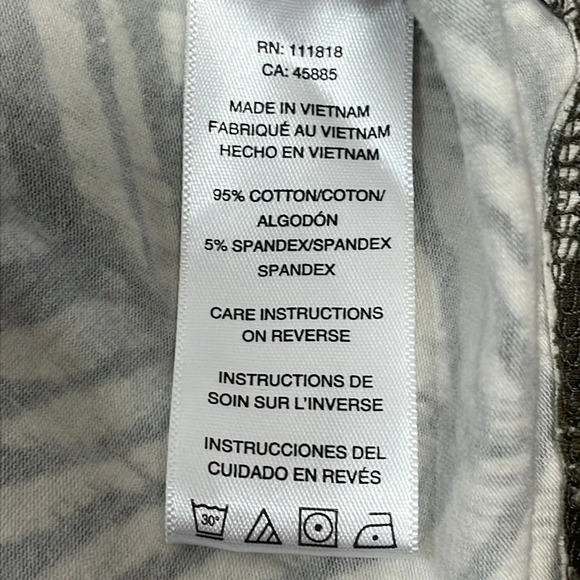 RN: 111818
CA: 45885
MADE IN VIETNAM
FABRIQUÉ AU VIETNAM
HECHO EN VIETNAM
95% COTTON/COTON/
ALGODÓN
5% SPANDEX/SPANDEX
SPANDEX
CARE INSTRUCTIONS
ON REVERSE
INSTRUCTIONS DE
SOIN SUR L'INVERSE
INSTRUCCIONES DEL
CUIDADO EN REVÉS
30°